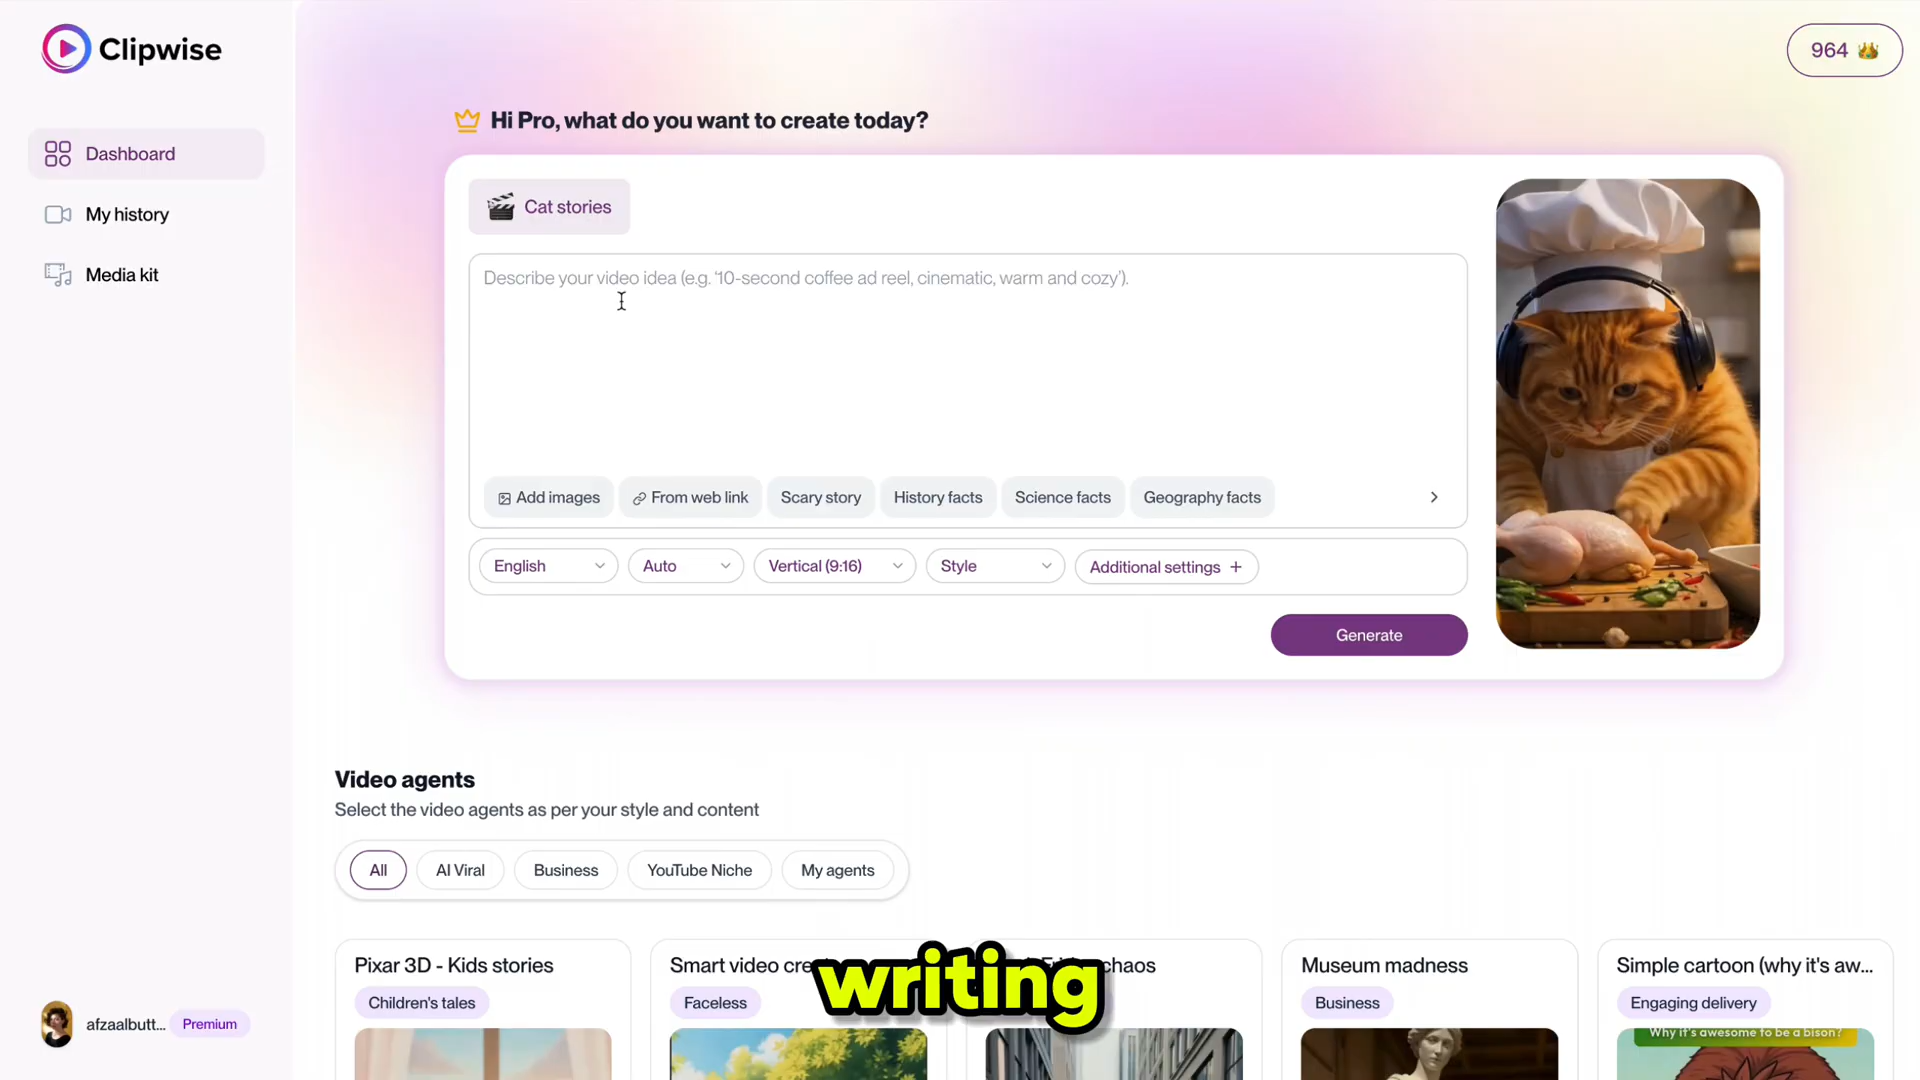 Clipwise
964
Dashboard
My history
Media kit
Hi Pro, what do you want to create today?
Cat stories
Describe your video idea (e.g. '10-second coffee ad reel, cinematic, warm and cozy').
Add images
From web link
Scary story
History facts
Science facts
Geography facts
English
Auto
Vertical (9:16)
Style
Additional settings +
Generate
Video agents
Select the video agents as per your style and content
All
AI Viral
Business
YouTube Niche
My agents
Pixar 3D - Kids stories
Children's tales
Smart video
Faceless
chaos
Museum madness
Business
Simple cartoon (why it's aw...
Engaging delivery
Why it's awesome to be a bison?
writing
afzaalbutt...
Premium